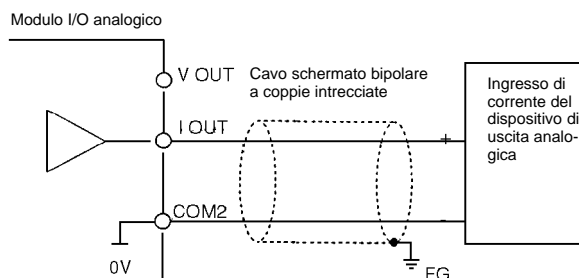 Modulo I/O analogico
V OUT
Cavo schermato bipolare
a coppie intrecciate
Ingresso di
corrente del
dispositivo di
uscita analo-
gica
I OUT
+
COM2
-
0V
EG